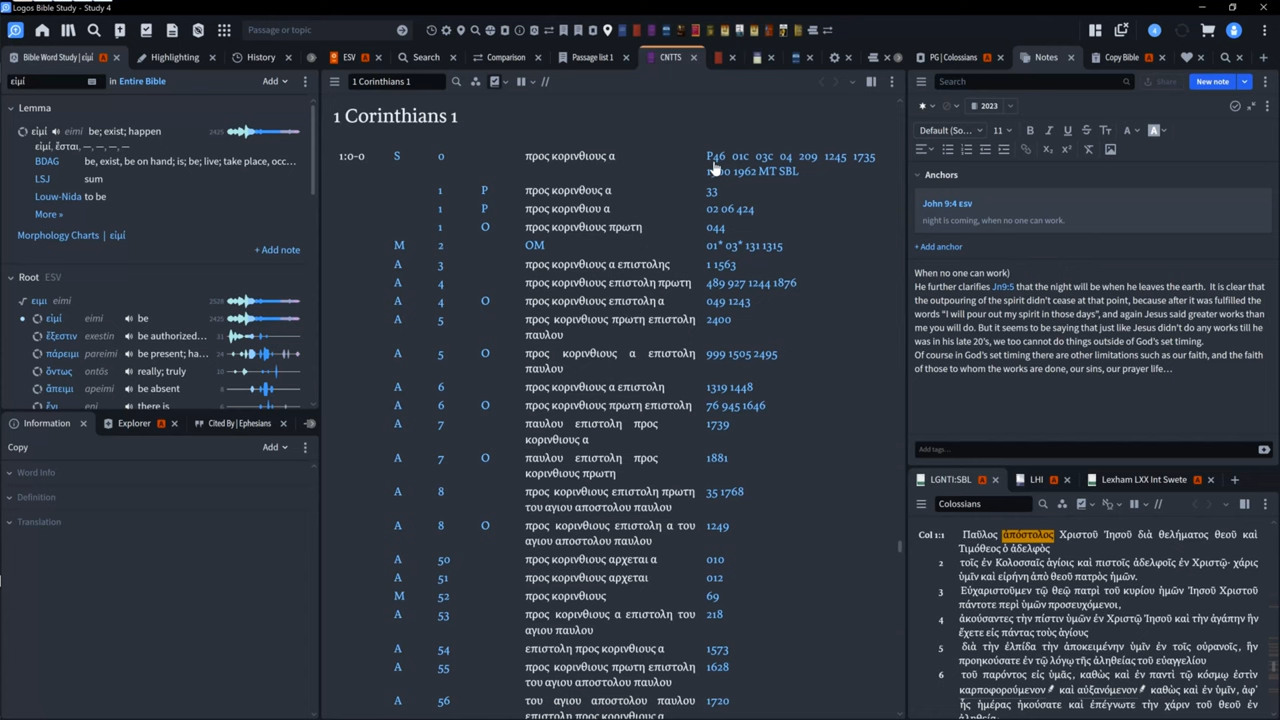 Logos Bible Study - Study 4
Passage or topic
4
Bible Word Study | εἰμί
Highlighting
History
ESV
Search
Comparison
Passage list 1
CNTTS
PG | Colossians
Notes
Copy Bible
εἰμί
in Entire Bible
Add
Lemma
εἰμί eimi be; exist; happen 2425
εἰμί, ἔσται, —, —, —, —
BDAG be, exist, be on hand; is; be; live; take place, occ…
LSJ sum
Louw-Nida to be
More »
Morphology Charts | εἰμί
+ Add note
Root ESV
ειμι eimi 2528
εἰμί eimi be 2425
ἔξεστιν exestin be authorized… 31
πάρειμι pareimi be present; ha… 24
ὄντως ontōs really; truly 10
ἄπειμι apeimi be absent
ἔνι eni there is
Information
Explorer
Cited By | Ephesians
Copy
Add
Word Info
Definition
Translation
1 Corinthians 1
1 Corinthians 1
1:0-0 S 0 προς κορινθιους α P46 01c 03c 04 209 1245 1735
1962 MT SBL
1 P προς κορινθους α 33
1 P προς κορινθιου α 02 06 424
1 O προς κορινθιους πρωτη 044
M 2 OM 01* 03* 131 1315
A 3 προς κορινθιους α επιστολης 1 1563
A 4 προς κορινθιους επιστολη πρωτη 489 927 1244 1876
A 4 O προς κορινθιους επιστολη α 049 1243
A 5 προς κορινθιους πρωτη επιστολη 2400
παυλου
A 5 O προς κορινθιους α επιστολη 999 1505 2495
παυλου
A 6 προς κορινθιους α επιστολη 1319 1448
A 6 O προς κορινθιους πρωτη επιστολη 76 945 1646
A 7 παυλου επιστολη προς 1739
κορινθιους α
A 7 O παυλου επιστολη προς 1881
κορινθιους πρωτη
A 8 προς κορινθιους επιστολη πρωτη 35 1768
του αγιου αποστολου παυλου
A 8 O προς κορινθιους επιστολη α του 1249
αγιου αποστολου παυλου
A 50 προς κορινθιους αρχεται α 010
A 51 προς κορινθιους αρχεται 012
M 52 προς κορινθιους 69
A 53 προς κορινθιους α επιστολη του 218
αγιου παυλου
A 54 επιστολη προς κορινθιους α 1573
A 55 προς κορινθιους πρωτη επιστολη 1628
του αγιου αποστολου παυλου
A 56 του αγιου αποστολου παυλου 1720
επιστολη προς κορινθιους α
Search
Share
New note
2023
Default (So…
11
Anchors
John 9:4 ESV
night is coming, when no one can work.
+ Add anchor
When no one can work)
He further clarifies Jn9:5 that the night will be when he leaves the earth. It is clear that
the outpouring of the spirit didn't cease at that point, because after it was fulfilled the
words "I will pour out my spirit in those days", and again Jesus said greater works than
me you will do. But it seems to be saying that just like Jesus didn't do any works till he
was in his late 20's, we too cannot do things outside of God's set timing.
Of course in God's set timing there are other limitations such as our faith, and the faith
of those to whom the works are done, our sins, our prayer life…
Add tags…
LGNTI:SBL
LHI
Lexham LXX Int Swete
Colossians
Col 1:1 Παῦλος ἀπόστολος Χριστοῦ Ἰησοῦ διὰ θελήματος θεοῦ καὶ
Τιμόθεος ὁ ἀδελφὸς
2 τοῖς ἐν Κολοσσαῖς ἁγίοις καὶ πιστοῖς ἀδελφοῖς ἐν Χριστῷ· χάρις
ὑμῖν καὶ εἰρήνη ἀπὸ θεοῦ πατρὸς ἡμῶν.
3 Εὐχαριστοῦμεν τῷ θεῷ πατρὶ τοῦ κυρίου ἡμῶν Ἰησοῦ Χριστοῦ
πάντοτε περὶ ὑμῶν προσευχόμενοι,
4 ἀκούσαντες τὴν πίστιν ὑμῶν ἐν Χριστῷ Ἰησοῦ καὶ τὴν ἀγάπην ἣν
ἔχετε εἰς πάντας τοὺς ἁγίους
5 διὰ τὴν ἐλπίδα τὴν ἀποκειμένην ὑμῖν ἐν τοῖς οὐρανοῖς, ἣν
προηκούσατε ἐν τῷ λόγῳ τῆς ἀληθείας τοῦ εὐαγγελίου
6 τοῦ παρόντος εἰς ὑμᾶς, καθὼς καὶ ἐν παντὶ τῷ κόσμῳ ἐστὶν
καρποφορούμενον καὶ αὐξανόμενον καθὼς καὶ ἐν ὑμῖν, ἀφ᾽
ἧς ἡμέρας ἠκούσατε καὶ ἐπέγνωτε τὴν χάριν τοῦ θεοῦ ἐν
ἀληθείᾳ·